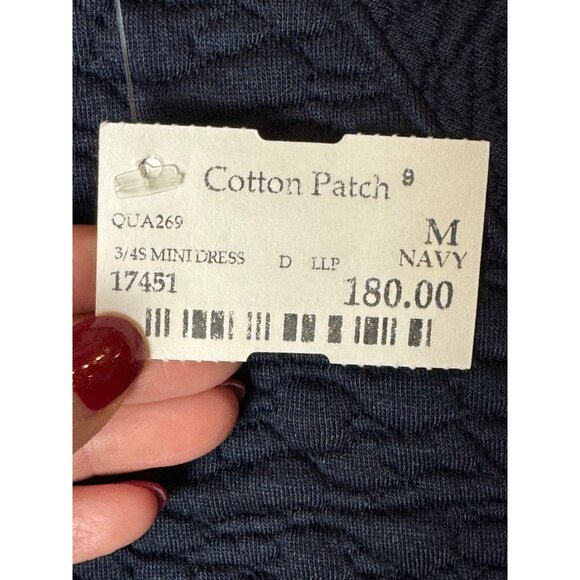 Cotton Patch 9
QUA269 M
3/4S MINI DRESS D LLP NAVY
17451 180.00